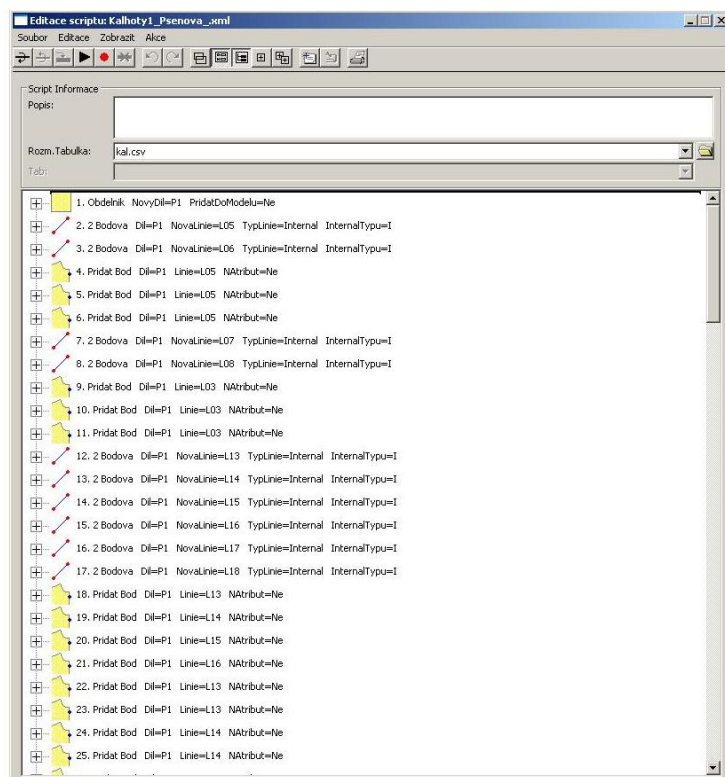 Editace scriptu: Kalhoty1_Psenova_.xml
Soubor Editace Zobrazit Akce
Script Informace
Popis:
Rozm.Tabulka: kal.csv
Tab:
1. Obdelnik NovyDil=P1 PridatDoModelu=Ne
2. 2 Bodova Dil=P1 NovaLinie=L05 TypLinie=Internal InternalTypu=I
3. 2 Bodova Dil=P1 NovaLinie=L06 TypLinie=Internal InternalTypu=I
4. Pridat Bod Dil=P1 Linie=L05 NAtribut=Ne
5. Pridat Bod Dil=P1 Linie=L05 NAtribut=Ne
6. Pridat Bod Dil=P1 Linie=L05 NAtribut=Ne
7. 2 Bodova Dil=P1 NovaLinie=L07 TypLinie=Internal InternalTypu=I
8. 2 Bodova Dil=P1 NovaLinie=L08 TypLinie=Internal InternalTypu=I
9. Pridat Bod Dil=P1 Linie=L03 NAtribut=Ne
10. Pridat Bod Dil=P1 Linie=L03 NAtribut=Ne
11. Pridat Bod Dil=P1 Linie=L03 NAtribut=Ne
12. 2 Bodova Dil=P1 NovaLinie=L13 TypLinie=Internal InternalTypu=I
13. 2 Bodova Dil=P1 NovaLinie=L14 TypLinie=Internal InternalTypu=I
14. 2 Bodova Dil=P1 NovaLinie=L15 TypLinie=Internal InternalTypu=I
15. 2 Bodova Dil=P1 NovaLinie=L16 TypLinie=Internal InternalTypu=I
16. 2 Bodova Dil=P1 NovaLinie=L17 TypLinie=Internal InternalTypu=I
17. 2 Bodova Dil=P1 NovaLinie=L18 TypLinie=Internal InternalTypu=I
18. Pridat Bod Dil=P1 Linie=L13 NAtribut=Ne
19. Pridat Bod Dil=P1 Linie=L14 NAtribut=Ne
20. Pridat Bod Dil=P1 Linie=L15 NAtribut=Ne
21. Pridat Bod Dil=P1 Linie=L16 NAtribut=Ne
22. Pridat Bod Dil=P1 Linie=L13 NAtribut=Ne
23. Pridat Bod Dil=P1 Linie=L13 NAtribut=Ne
24. Pridat Bod Dil=P1 Linie=L14 NAtribut=Ne
25. Pridat Bod Dil=P1 Linie=L14 NAtribut=Ne